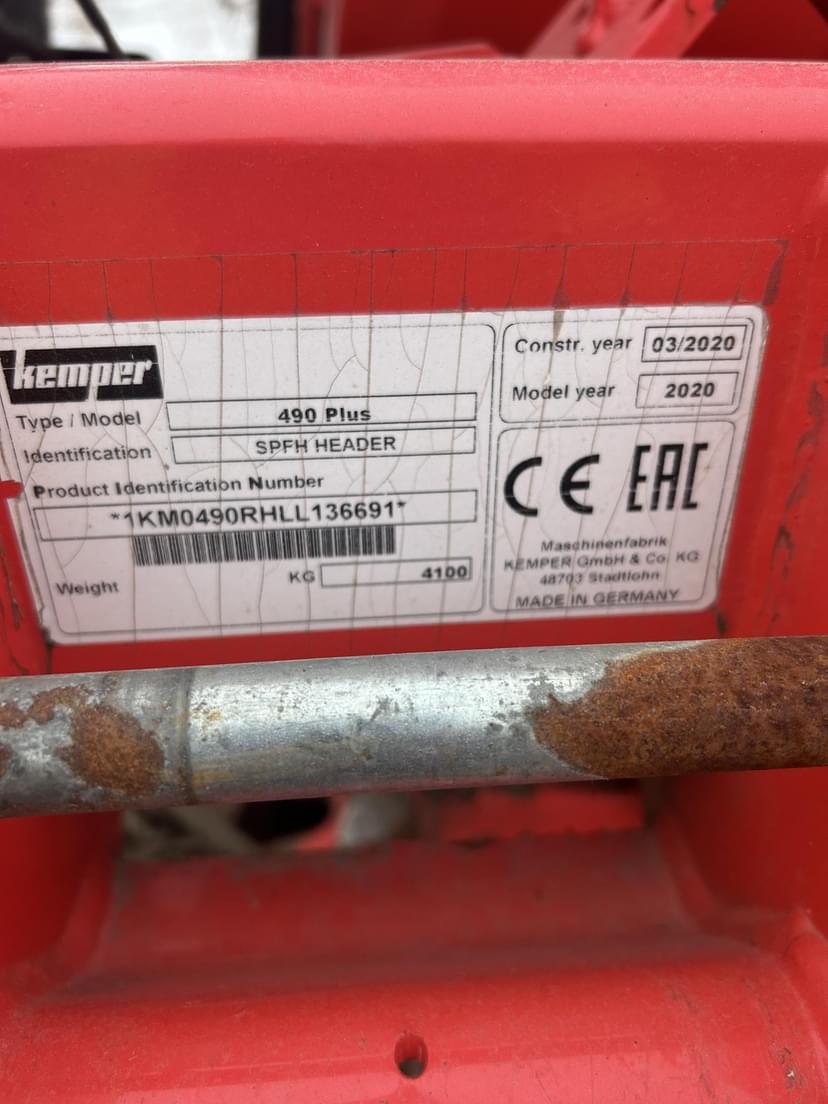 kemper
Type / Model 490 Plus
Identification SPFH HEADER
Product Identification Number
*1KM0490RHLL136691*
Weight KG 4100
Constr. year 03/2020
Model year 2020
CE EAC
Maschinenfabrik
KEMPER GmbH & Co. KG
48703 Stadtlohn
MADE IN GERMANY